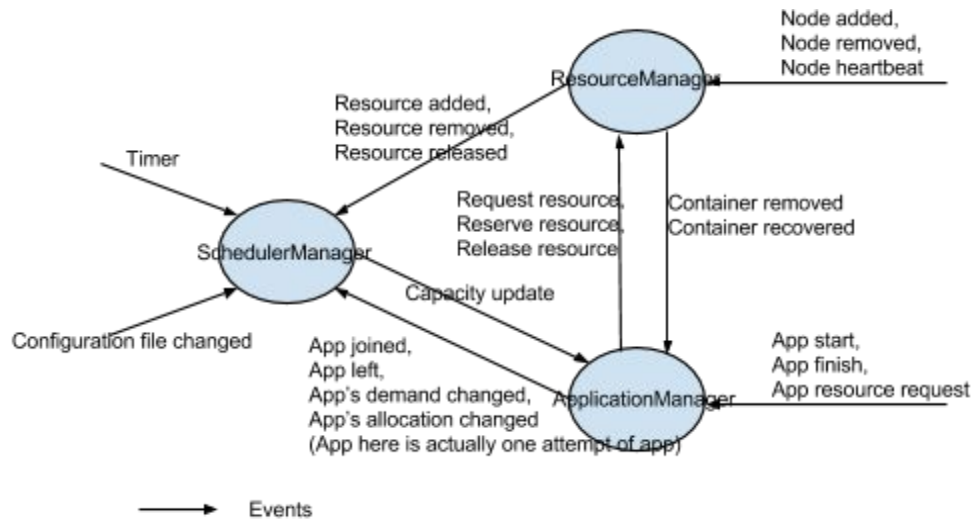 Node added,
Node removed,
Node heartbeat
ResourceManager
Resource added,
Resource removed,
Resource released
Timer
Request resource,
Reserve resource,
Release resource
Container removed
Container recovered
SchedulerManager
Capacity update
Configuration file changed
App joined,
App left,
App's demand changed,
App's allocation changed
(App here is actually one attempt of app)
App start,
App finish,
App resource request
ApplicationManager
Events